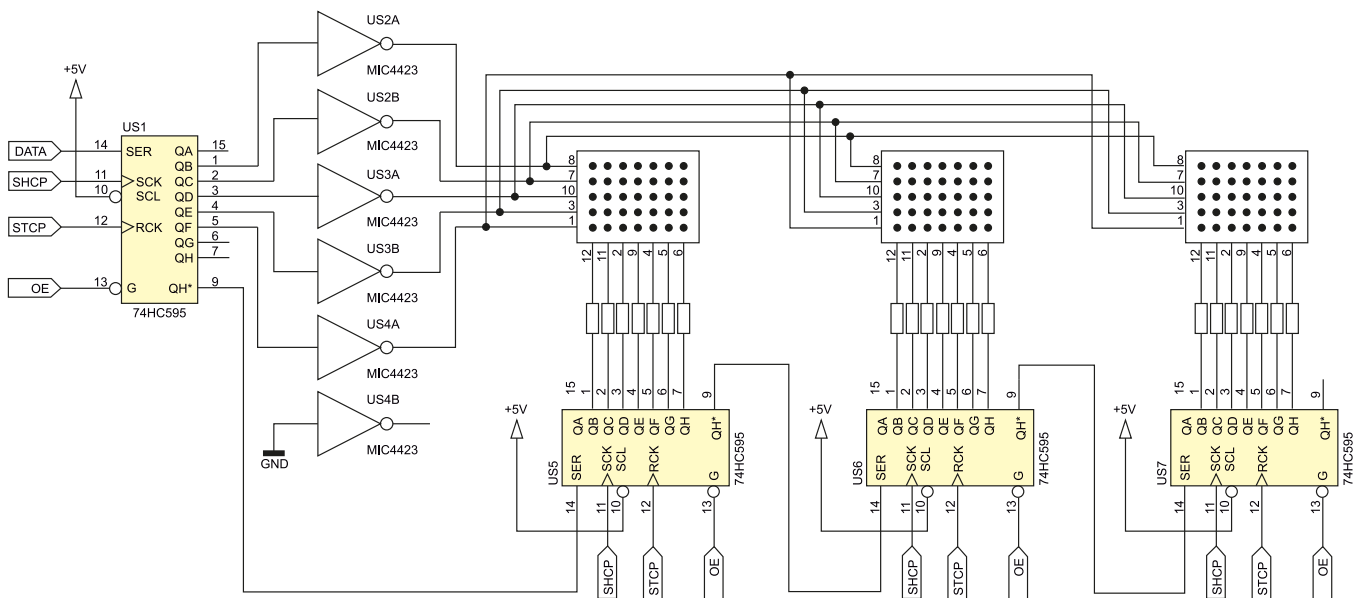 US2A
MIC4423
US2B
MIC4423
US3A
MIC4423
US3B
MIC4423
US4A
MIC4423
US4B
MIC4423
GND
+5V
US1
DATA 14 SER QA 15
QB 1
SHCP 11 SCK QC 2
10 SCL QD 3
QE 4
STCP 12 RCK QF 5
QG 6
QH 7
OE 13 G QH* 9
74HC595
8
7
10
3
1
12 11 2 9 4 5 6
8
7
10
3
1
12 11 2 9 4 5 6
8
7
10
3
1
12 11 2 9 4 5 6
+5V
15 1 2 3 4 5 6 7 9
QA QB QC QD QE QF QG QH QH*
US5
SER SCK SCL RCK G
74HC595
14 11 10 12 13
SHCP STCP OE
+5V
15 1 2 3 4 5 6 7 9
QA QB QC QD QE QF QG QH QH*
US6
SER SCK SCL RCK G
74HC595
14 11 10 12 13
SHCP STCP OE
+5V
15 1 2 3 4 5 6 7 9
QA QB QC QD QE QF QG QH QH*
US7
SER SCK SCL RCK G
74HC595
14 11 10 12 13
SHCP STCP OE